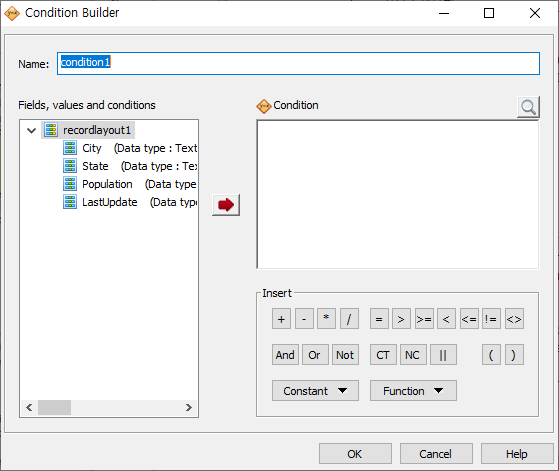 Condition Builder
Name:
condition1
Fields, values and conditions
Condition
recordlayout1
City (Data type : Text
State (Data type : Tex
Population (Data type
LastUpdate (Data type
Insert
+ - * / = > >= < <= != <>
And Or Not CT NC || ( )
Constant Function
OK Cancel Help